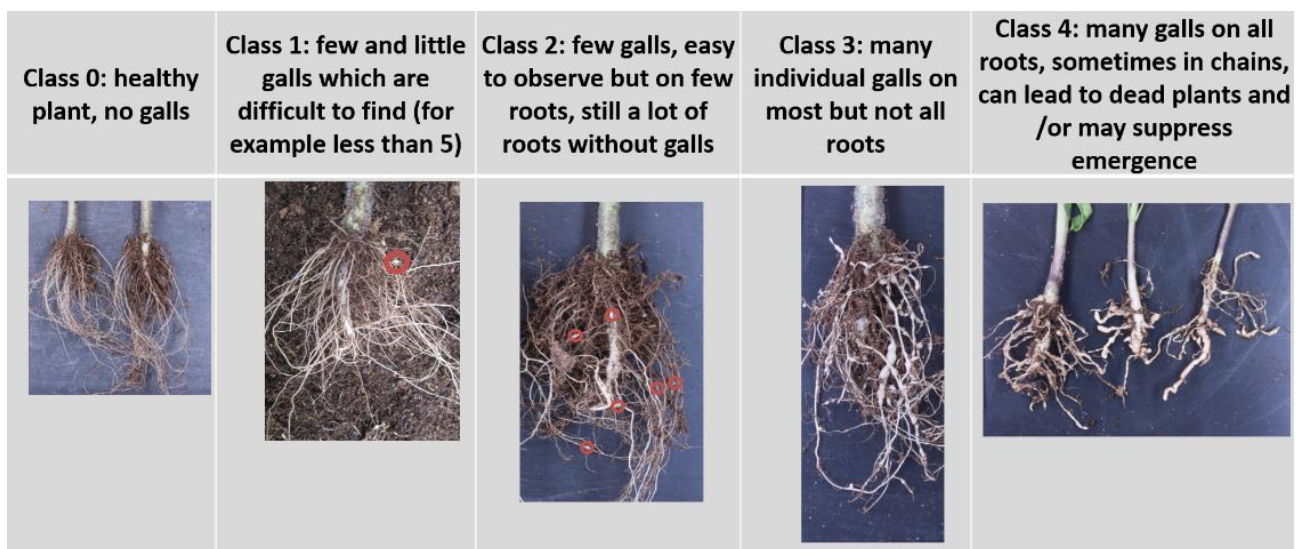 Class 0: healthy
plant, no galls
Class 1: few and little
galls which are
difficult to find (for
example less than 5)
Class 2: few galls, easy
to observe but on few
roots, still a lot of
roots without galls
Class 3: many
individual galls on
most but not all
roots
Class 4: many galls on all
roots, sometimes in chains,
can lead to dead plants and
/or may suppress
emergence